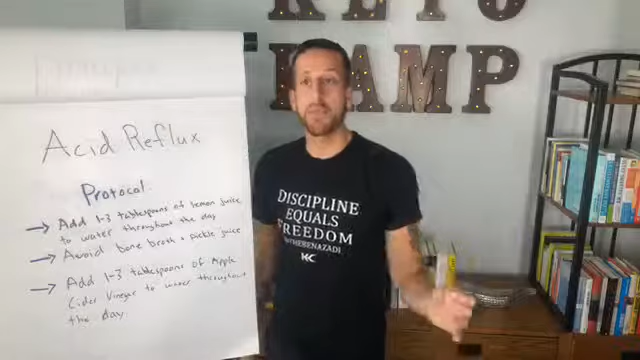 KETO
KAMP
Acid Reflux
Protocol
→ Add 1-3 tablespoons of lemon juice
to water throughout the day
→ Avoid bone broth + pickle juice
→ Add 1-3 tablespoons of Apple
Cider Vinegar to water throughout
the day
DISCIPLINE
EQUALS
FREEDOM
KK